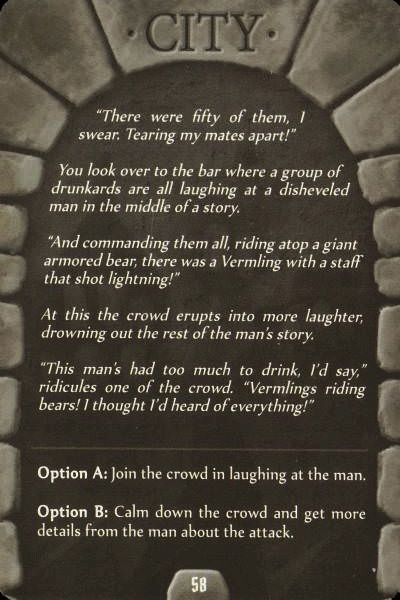 · CITY ·
“There were fifty of them, I
swear. Tearing my mates apart!”
You look over to the bar where a group of
drunkards are all laughing at a disheveled
man in the middle of a story.
“And commanding them all, riding atop a giant
armored bear, there was a Vermling with a staff
that shot lightning!”
At this the crowd erupts into more laughter,
drowning out the rest of the man’s story.
“This man’s had too much to drink, I’d say,”
ridicules one of the crowd. “Vermlings riding
bears! I thought I’d heard of everything!”
Option A: Join the crowd in laughing at the man.
Option B: Calm down the crowd and get more
details from the man about the attack.
58